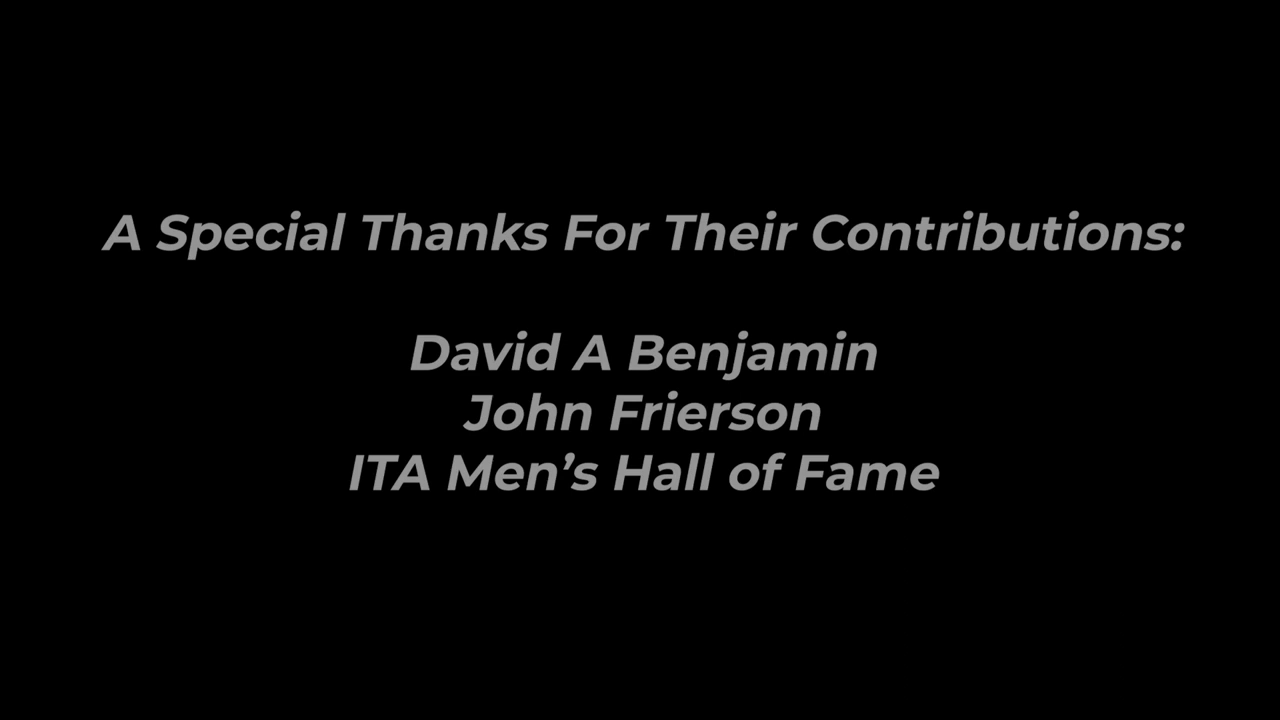 A Special Thanks For Their Contributions:
David A Benjamin
John Frierson
ITA Men’s Hall of Fame